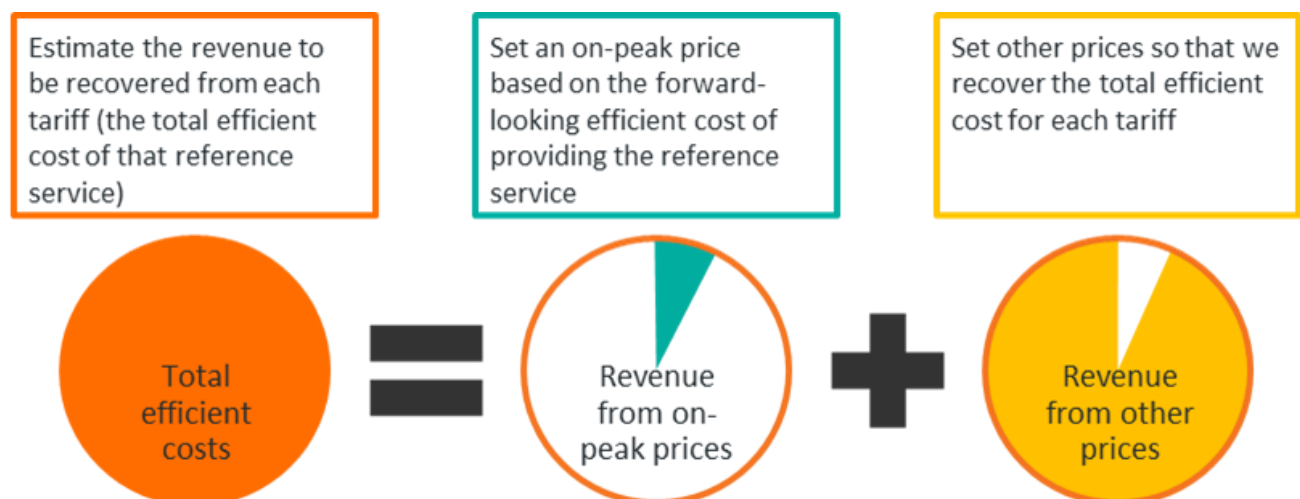 Estimate the revenue to
be recovered from each
tariff (the total efficient
cost of that reference
service)
Set an on-peak price
based on the forward-
looking efficient cost of
providing the reference
service
Set other prices so that we
recover the total efficient
cost for each tariff
Total
efficient
costs
Revenue
from on-
peak prices
Revenue
from other
prices